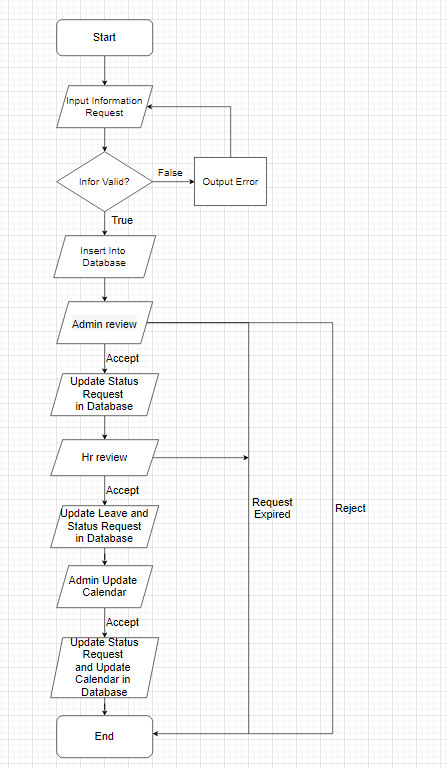 Start
Input Information
Request
Infor Valid?
False
Output Error
True
Insert Into
Database
Admin review
Accept
Update Status
Request
in Database
Hr review
Accept
Request
Expired
Reject
Update Leave and
Status Request
in Database
Admin Update
Calendar
Accept
Update Status
Request
and Update
Calendar in
Database
End